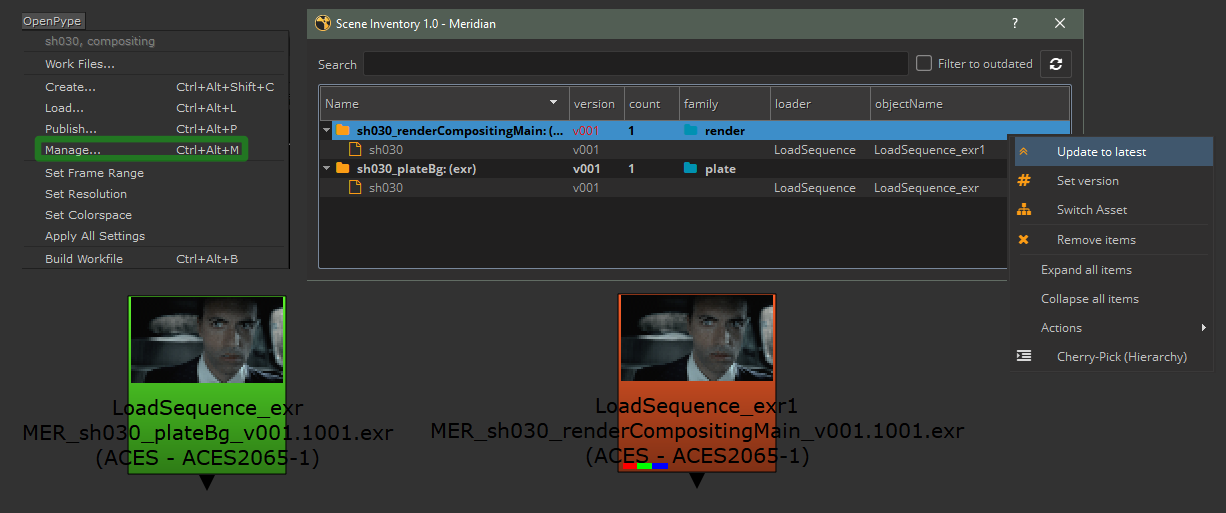 OpenPype
sh030, compositing
Work Files...
Create... Ctrl+Alt+Shift+C
Load... Ctrl+Alt+L
Publish... Ctrl+Alt+P
Manage... Ctrl+Alt+M
Set Frame Range
Set Resolution
Set Colorspace
Apply All Settings
Build Workfile Ctrl+Alt+B
Scene Inventory 1.0 - Meridian ?
Search Filter to outdated
Name version count family loader objectName
sh030_renderCompositingMain: (... v001 1 render
sh030 v001 LoadSequence LoadSequence_exr1
sh030_plateBg: (exr) v001 1 plate
sh030 v001 LoadSequence LoadSequence_exr
Update to latest
# Set version
Switch Asset
Remove items
Expand all items
Collapse all items
Actions
Cherry-Pick (Hierarchy)
LoadSequence_exr
MER_sh030_plateBg_v001.1001.exr
(ACES - ACES2065-1)
LoadSequence_exr1
MER_sh030_renderCompositingMain_v001.1001.exr
(ACES - ACES2065-1)